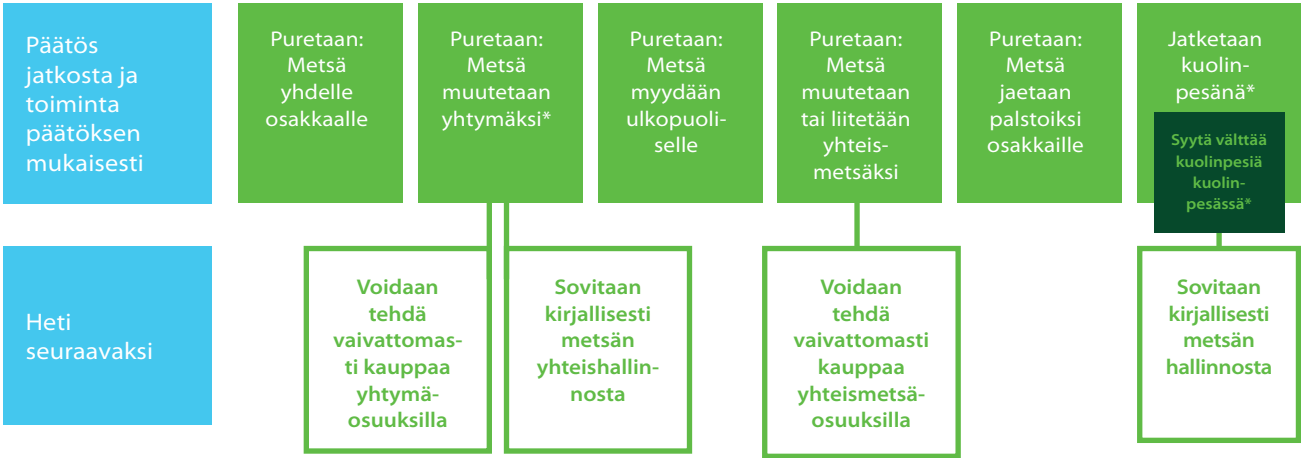 Päätös
jatkosta ja
toiminta
päätöksen
mukaisesti
Puretaan:
Metsä
yhdelle
osakkaalle
Puretaan:
Metsä
muutetaan
yhtymäksi*
Puretaan:
Metsä
myydään
ulkopuoli-
selle
Puretaan:
Metsä
muutetaan
tai liitetään
yhteis-
metsäksi
Puretaan:
Metsä
jaetaan
palstoiksi
osakkaille
Jatketaan
kuolin-
pesänä*
Syytä välttää
kuolinpesiä
kuolin-
pesässä*
Heti
seuraavaksi
Voidaan
tehdä
vaivattomas-
ti kauppaa
yhtymä-
osuuksilla
Sovitaan
kirjallisesti
metsän
yhteishallin-
nosta
Voidaan
tehdä
vaivattomasti
kauppaa
yhteismetsä-
osuuksilla
Sovitaan
kirjallisesti
metsän
hallinnosta